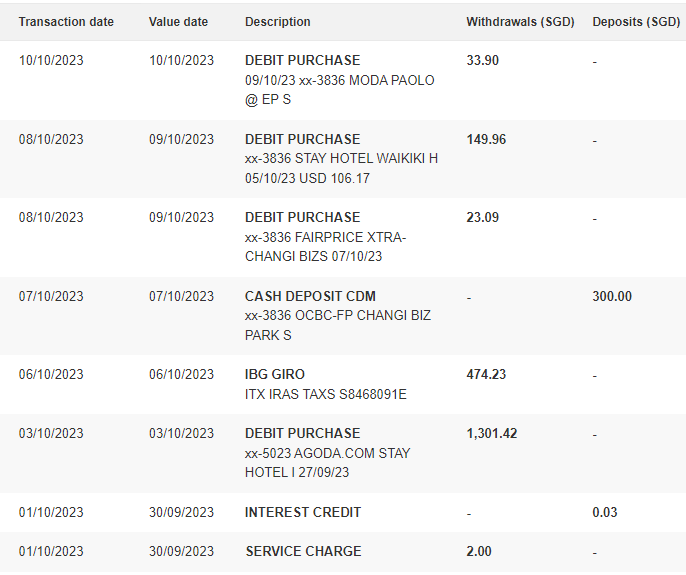 Transaction date Value date Description Withdrawals (SGD) Deposits (SGD)
10/10/2023 10/10/2023 DEBIT PURCHASE 33.90 -
09/10/23 xx-3836 MODA PAOLO
@ EP S
08/10/2023 09/10/2023 DEBIT PURCHASE 149.96 -
xx-3836 STAY HOTEL WAIKIKI H
05/10/23 USD 106.17
08/10/2023 09/10/2023 DEBIT PURCHASE 23.09 -
xx-3836 FAIRPRICE XTRA-
CHANGI BIZS 07/10/23
07/10/2023 07/10/2023 CASH DEPOSIT CDM - 300.00
xx-3836 OCBC-FP CHANGI BIZ
PARK S
06/10/2023 06/10/2023 IBG GIRO 474.23 -
ITX IRAS TAXS S8468091E
03/10/2023 03/10/2023 DEBIT PURCHASE 1,301.42 -
xx-5023 AGODA.COM STAY
HOTEL I 27/09/23
01/10/2023 30/09/2023 INTEREST CREDIT - 0.03
01/10/2023 30/09/2023 SERVICE CHARGE 2.00 -